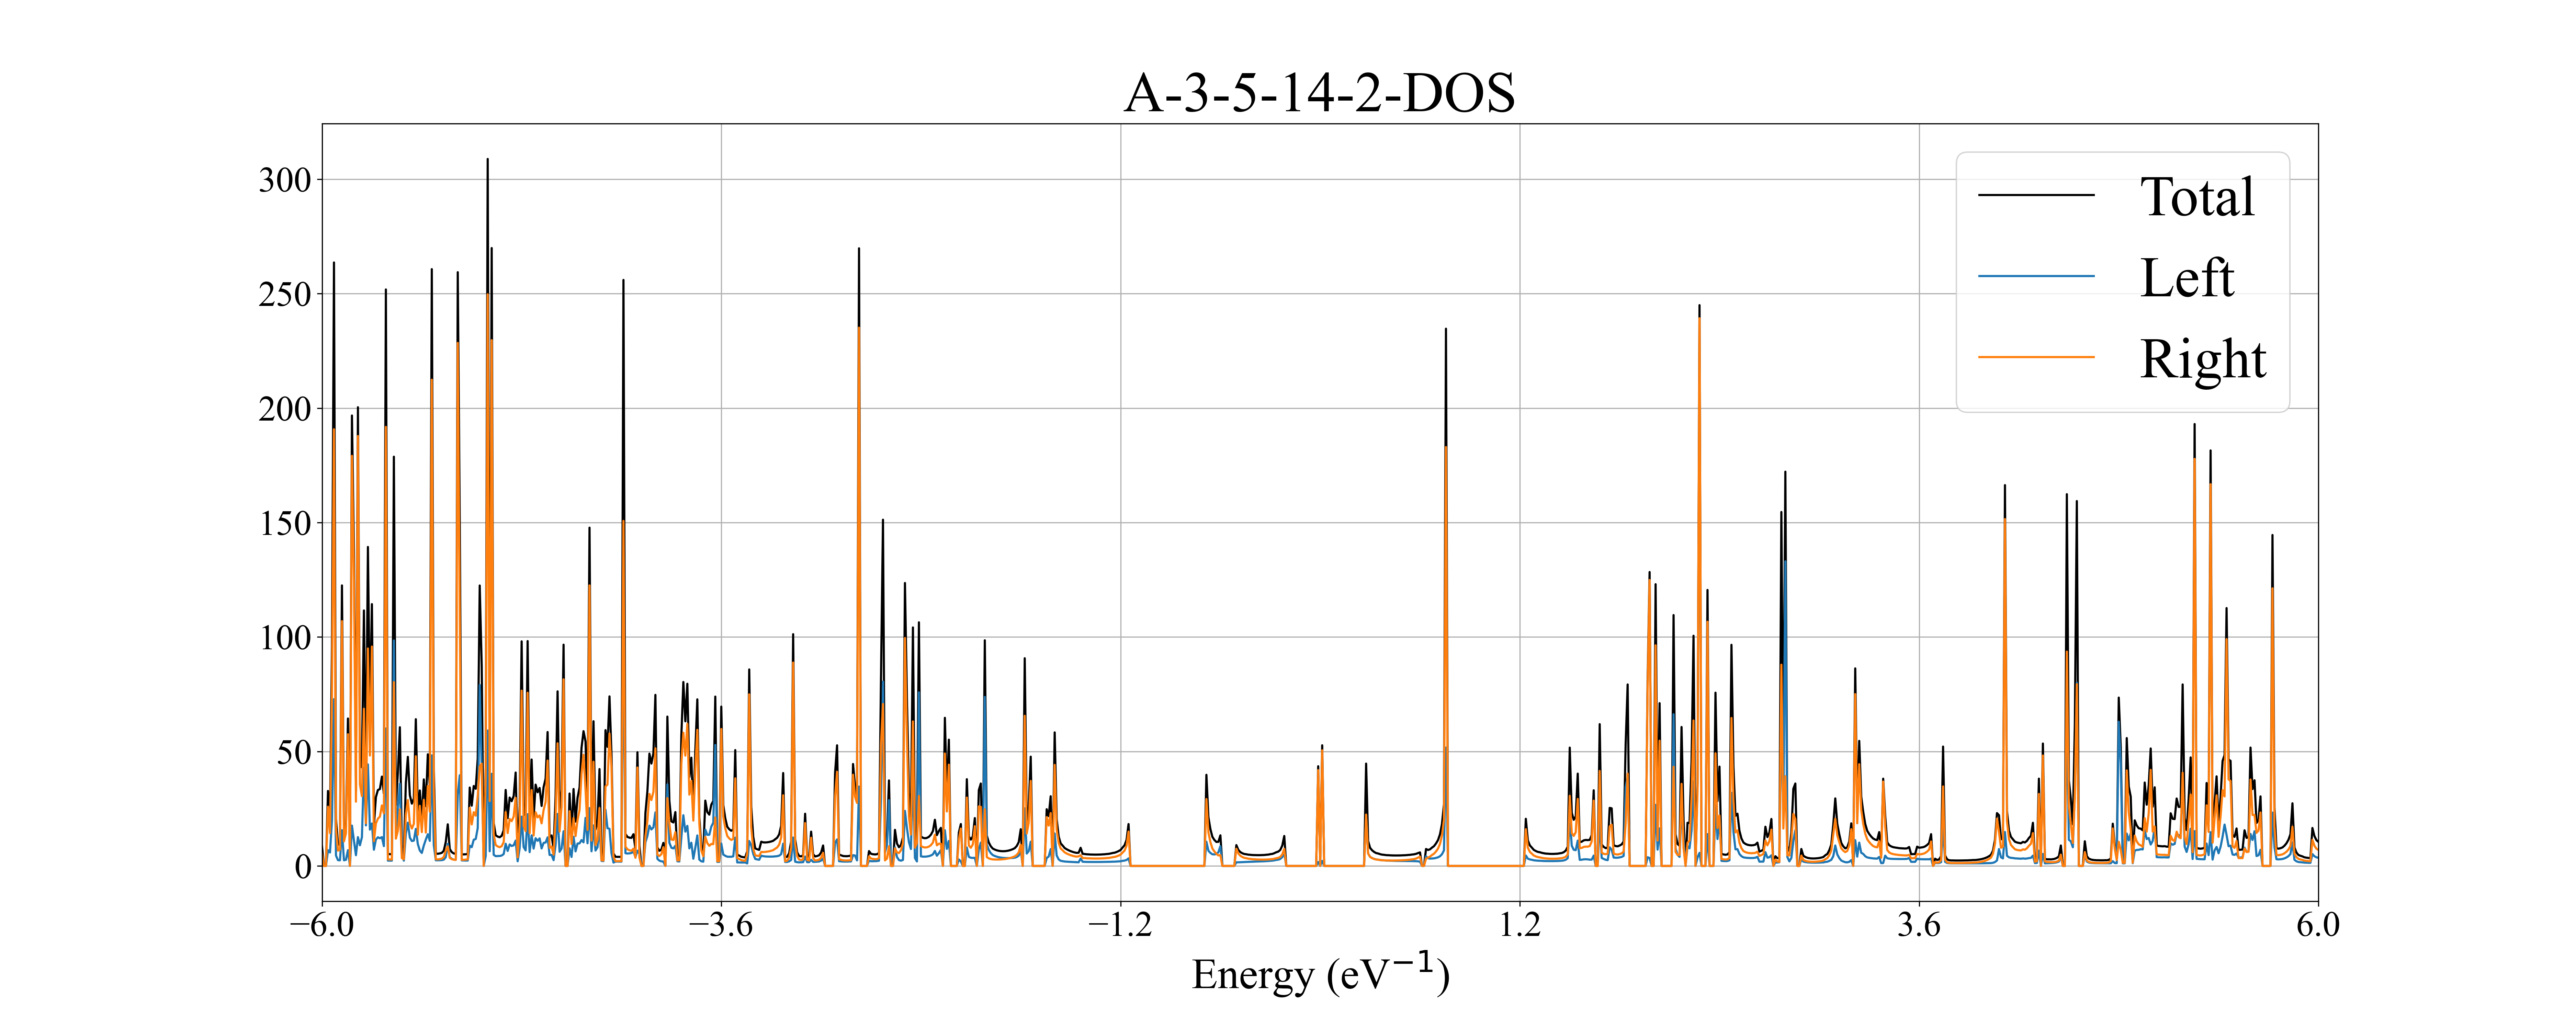 A-3-5-14-2-DOS
300
250
200
150
100
50
0
Total
Left
Right
−6.0 −3.6 −1.2 1.2 3.6 6.0
Energy (eV⁻¹)